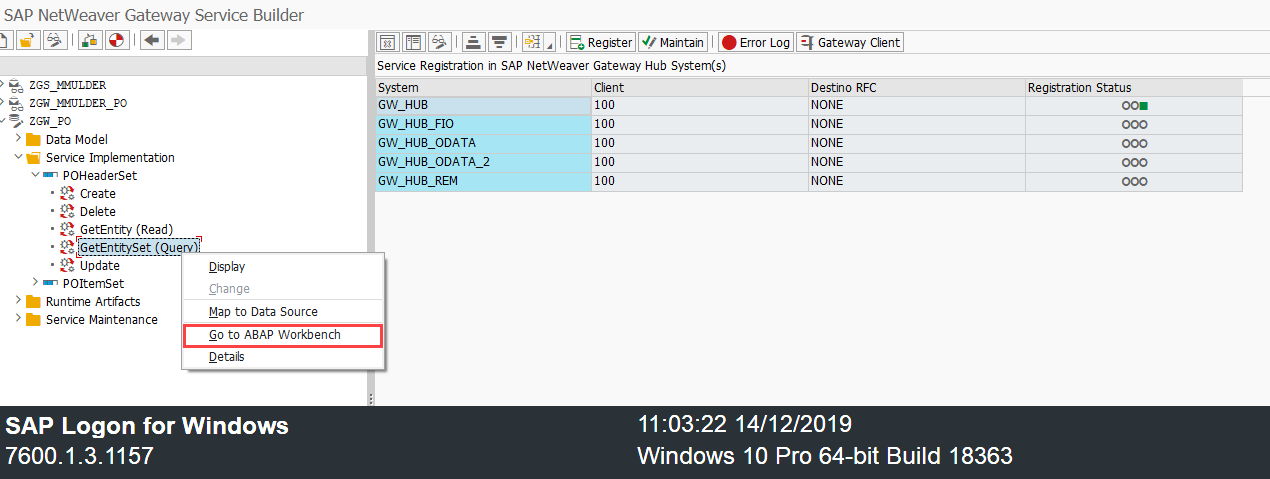 SAP NetWeaver Gateway Service Builder
Register
Maintain
Error Log
Gateway Client
Service Registration in SAP NetWeaver Gateway Hub System(s)
System Client Destino RFC Registration Status
GW_HUB 100 NONE
GW_HUB_FIO 100 NONE
GW_HUB_ODATA 100 NONE
GW_HUB_ODATA_2 100 NONE
GW_HUB_REM 100 NONE
ZGS_MMULDER
ZGW_MMULDER_PO
ZGW_PO
Data Model
Service Implementation
POHeaderSet
Create
Delete
GetEntity (Read)
GetEntitySet (Query)
Update
POItemSet
Runtime Artifacts
Service Maintenance
Display
Change
Map to Data Source
Go to ABAP Workbench
Details
SAP Logon for Windows
7600.1.3.1157
11:03:22 14/12/2019
Windows 10 Pro 64-bit Build 18363